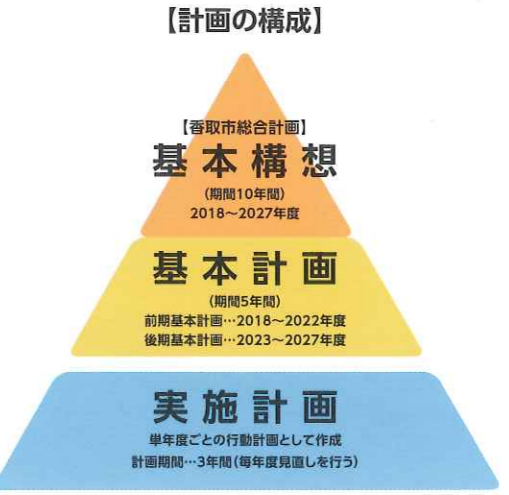 【計画の構成】
【香取市総合計画】
基本構想
(期間10年間)
2018～2027年度
基本計画
(期間5年間)
前期基本計画…2018～2022年度
後期基本計画…2023～2027年度
実施計画
単年度ごとの行動計画として作成
計画期間…3年間(毎年度見直しを行う)